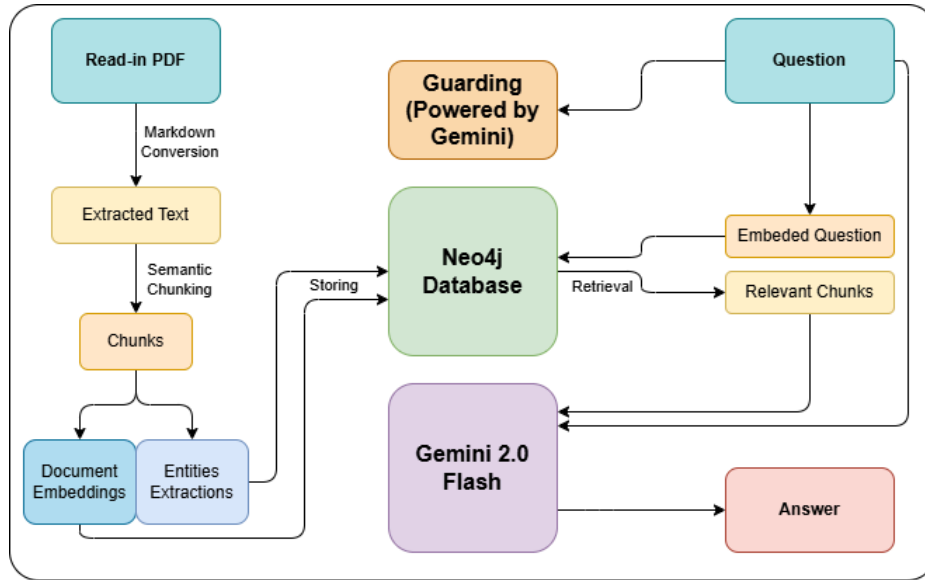 Read-in PDF
Markdown
Conversion
Extracted Text
Semantic
Chunking
Chunks
Document
Embeddings
Entities
Extractions
Storing
Guarding
(Powered by
Gemini)
Neo4j
Database
Retrieval
Gemini 2.0
Flash
Question
Embeded Question
Relevant Chunks
Answer